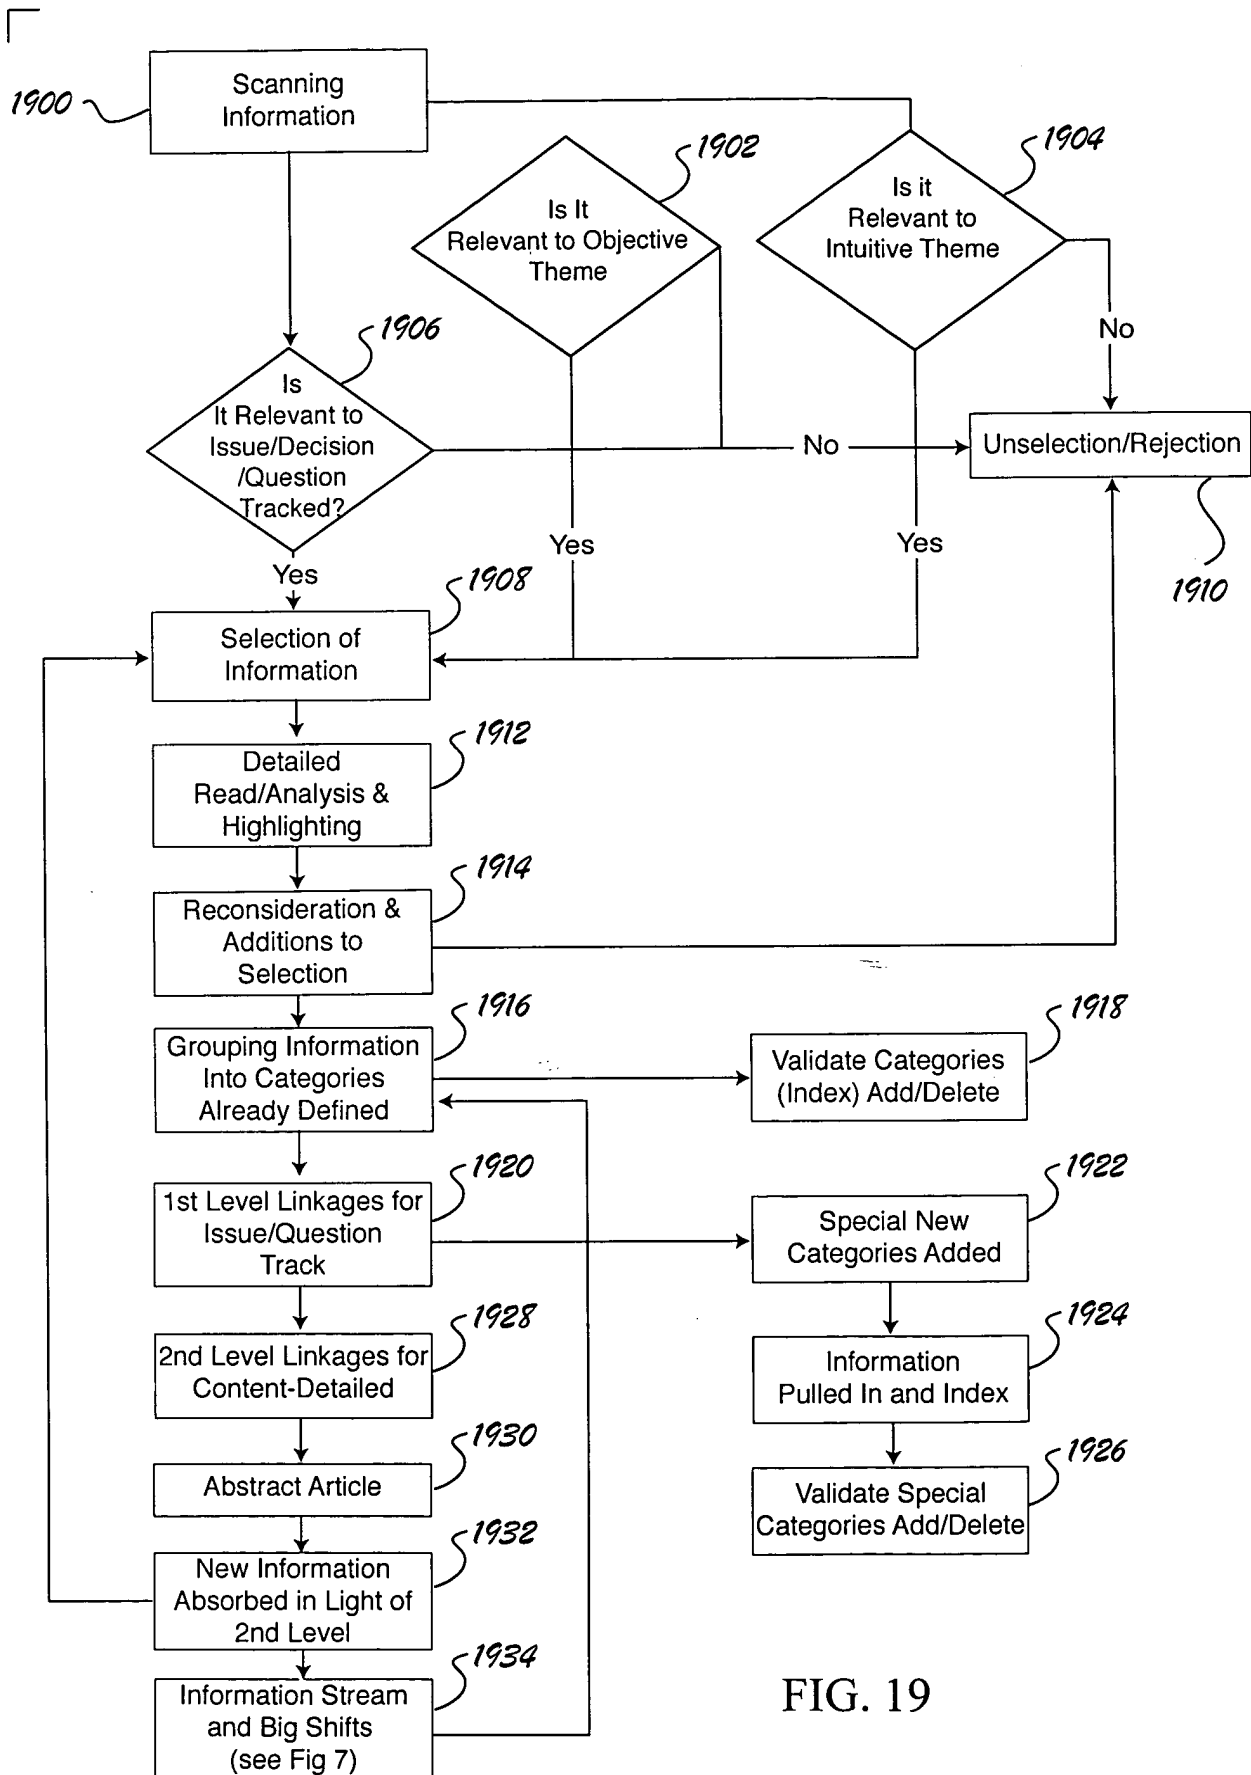 1900
Scanning
Information
1902
1904
Is It
Relevant to Objective
Theme
Is it
Relevant to
Intuitive Theme
No
1906
Is
It Relevant to
Issue/Decision
/Question
Tracked?
No
Unselection/Rejection
1910
Yes
Yes
Yes
1908
Selection of
Information
1912
Detailed
Read/Analysis &
Highlighting
1914
Reconsideration &
Additions to
Selection
1916
Grouping Information
Into Categories
Already Defined
1918
Validate Categories
(Index) Add/Delete
1920
1st Level Linkages for
Issue/Question
Track
1922
Special New
Categories Added
1924
Information
Pulled In and Index
1926
Validate Special
Categories Add/Delete
1928
2nd Level Linkages for
Content-Detailed
1930
Abstract Article
1932
New Information
Absorbed in Light of
2nd Level
1934
Information Stream
and Big Shifts
(see Fig 7)
FIG. 19